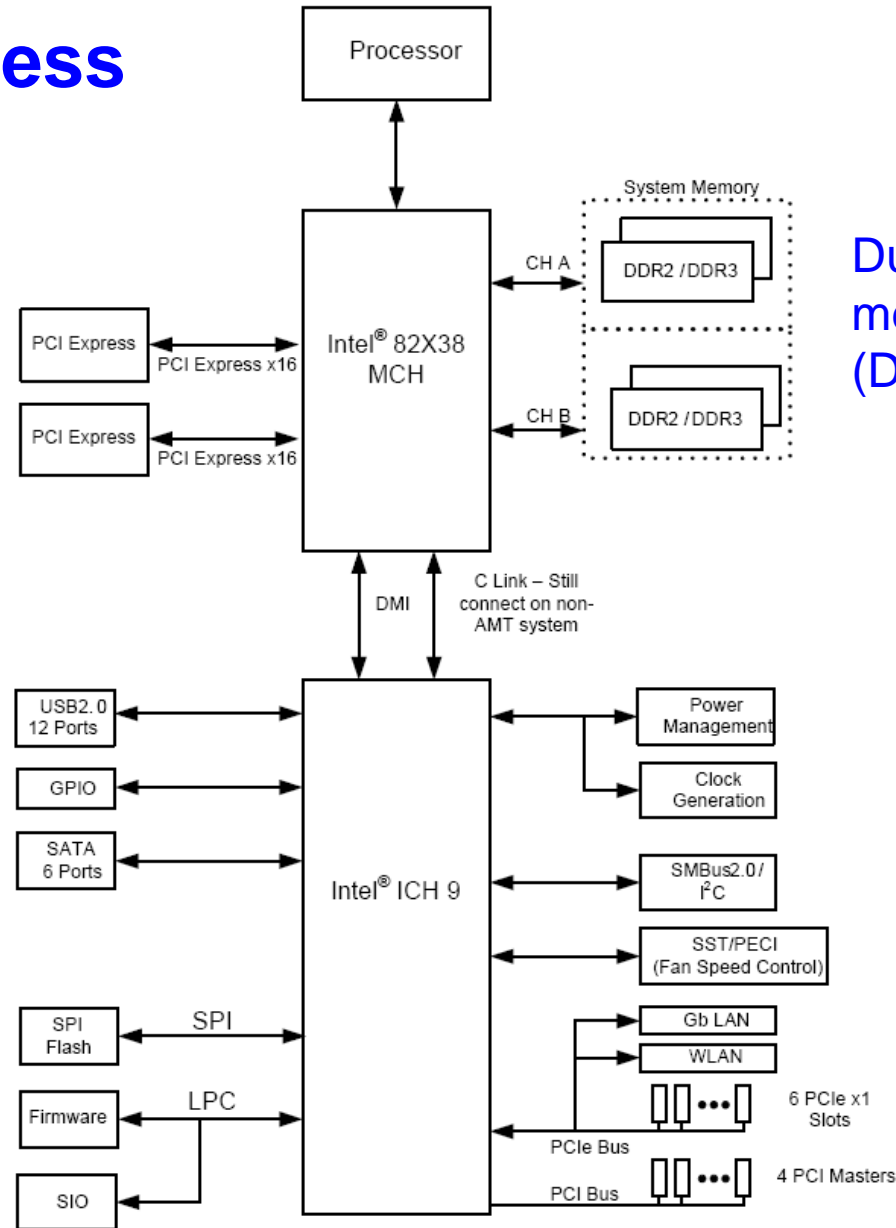 ess
Processor
System Memory
CH A
DDR2 / DDR3
Du
me
(D
PCI Express
PCI Express x16
Intel® 82X38
MCH
PCI Express
PCI Express x16
CH B
DDR2 / DDR3
DMI
C Link – Still
connect on non-
AMT system
USB2.0
12 Ports
GPIO
SATA
6 Ports
Power
Management
Clock
Generation
Intel® ICH 9
SMBus2.0/
I²C
SST/PECI
(Fan Speed Control)
SPI
Flash
SPI
Gb LAN
WLAN
Firmware
LPC
6 PCIe x1
Slots
PCIe Bus
SIO
PCI Bus
4 PCI Masters